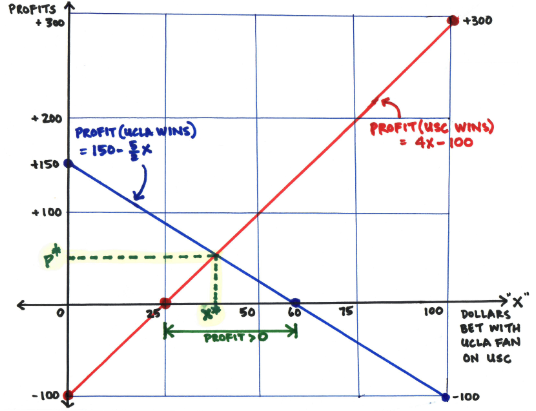 PROFITS
+300
+300
+200
PROFIT (UCLA WINS)
= 150 - 5/2 X
PROFIT (USC WINS)
= 4X - 100
+150
+100
P*
0
25
X*
50
60
75
100
"X"
DOLLARS
BET WITH
UCLA FAN
ON USC
PROFIT > 0
-100
-100